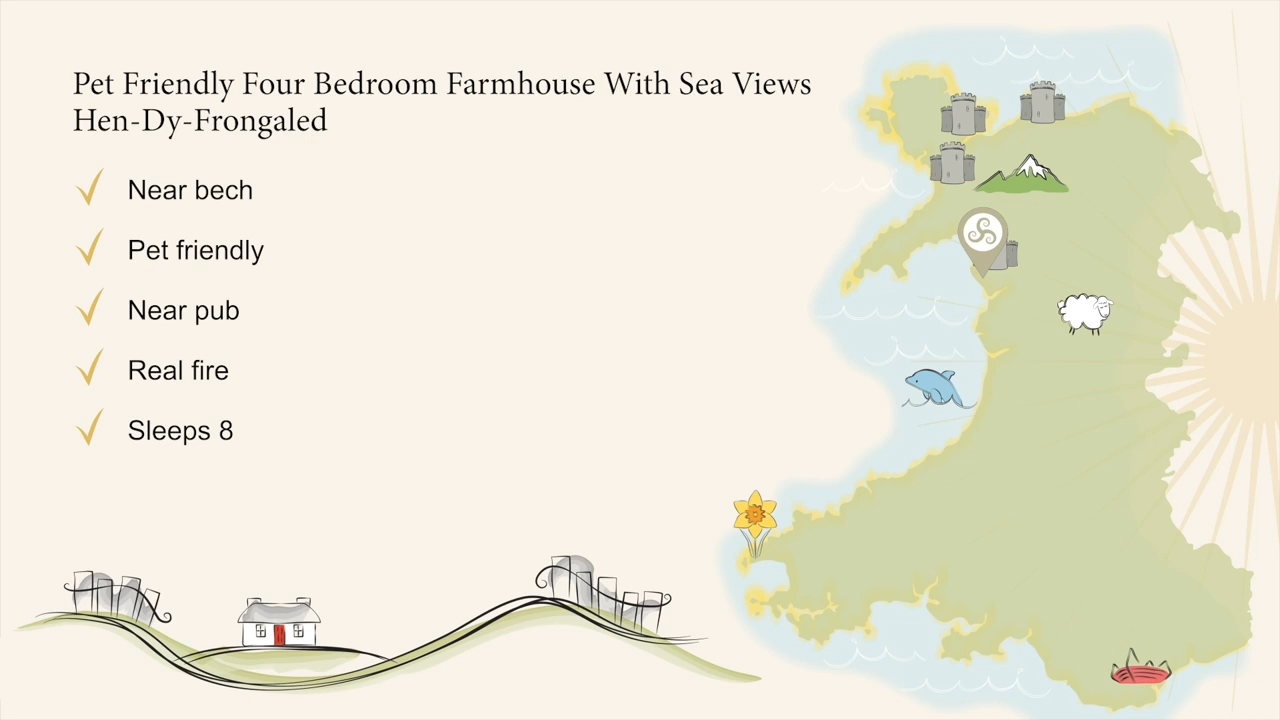 Pet Friendly Four Bedroom Farmhouse With Sea Views
Hen-Dy-Frongaled
Near bech
Pet friendly
Near pub
Real fire
Sleeps 8